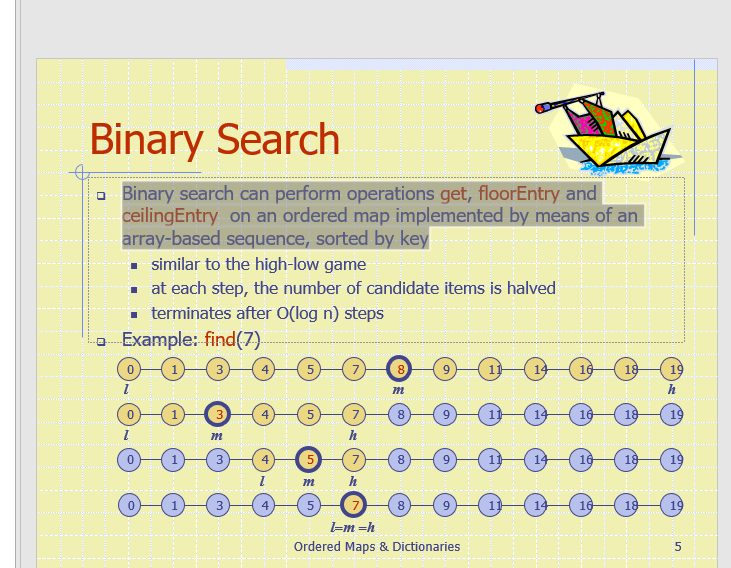 Binary Search
Binary search can perform operations get, floorEntry and
ceilingEntry on an ordered map implemented by means of an
array-based sequence, sorted by key
similar to the high-low game
at each step, the number of candidate items is halved
terminates after O(log n) steps
Example: find(7)
0 1 3 4 5 7 8 9 11 14 16 18 19
l m h
0 1 3 4 5 7 8 9 11 14 16 18 19
l m h
0 1 3 4 5 7 8 9 11 14 16 18 19
l m h
0 1 3 4 5 7 8 9 11 14 16 18 19
l=m =h
Ordered Maps & Dictionaries 5